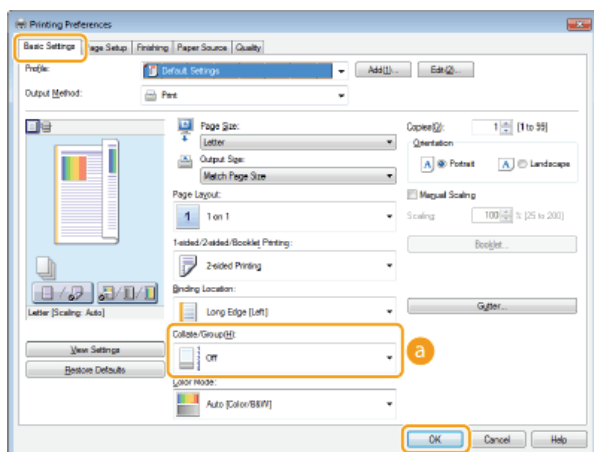 Printing Preferences
Basic Settings Page Setup Finishing Paper Source Quality
Profile: Default Settings Add(1)... Edit(2)...
Output Method: Print
Page Size: Copies(Q): 1 [1 to 99]
Letter Orientation
Output Size: A Portrait A Landscape
Match Page Size
Page Layout: Manual Scaling
1 1 on 1 Scaling: 100 % [25 to 200]
1-sided/2-sided/Booklet Printing: Booklet...
2-sided Printing
Binding Location:
Letter [Scaling: Auto] Long Edge [Left] Gutter...
Collate/Group(H):
View Settings Off a
Restore Defaults
Color Mode:
Auto [Color/B&W]
OK Cancel Help